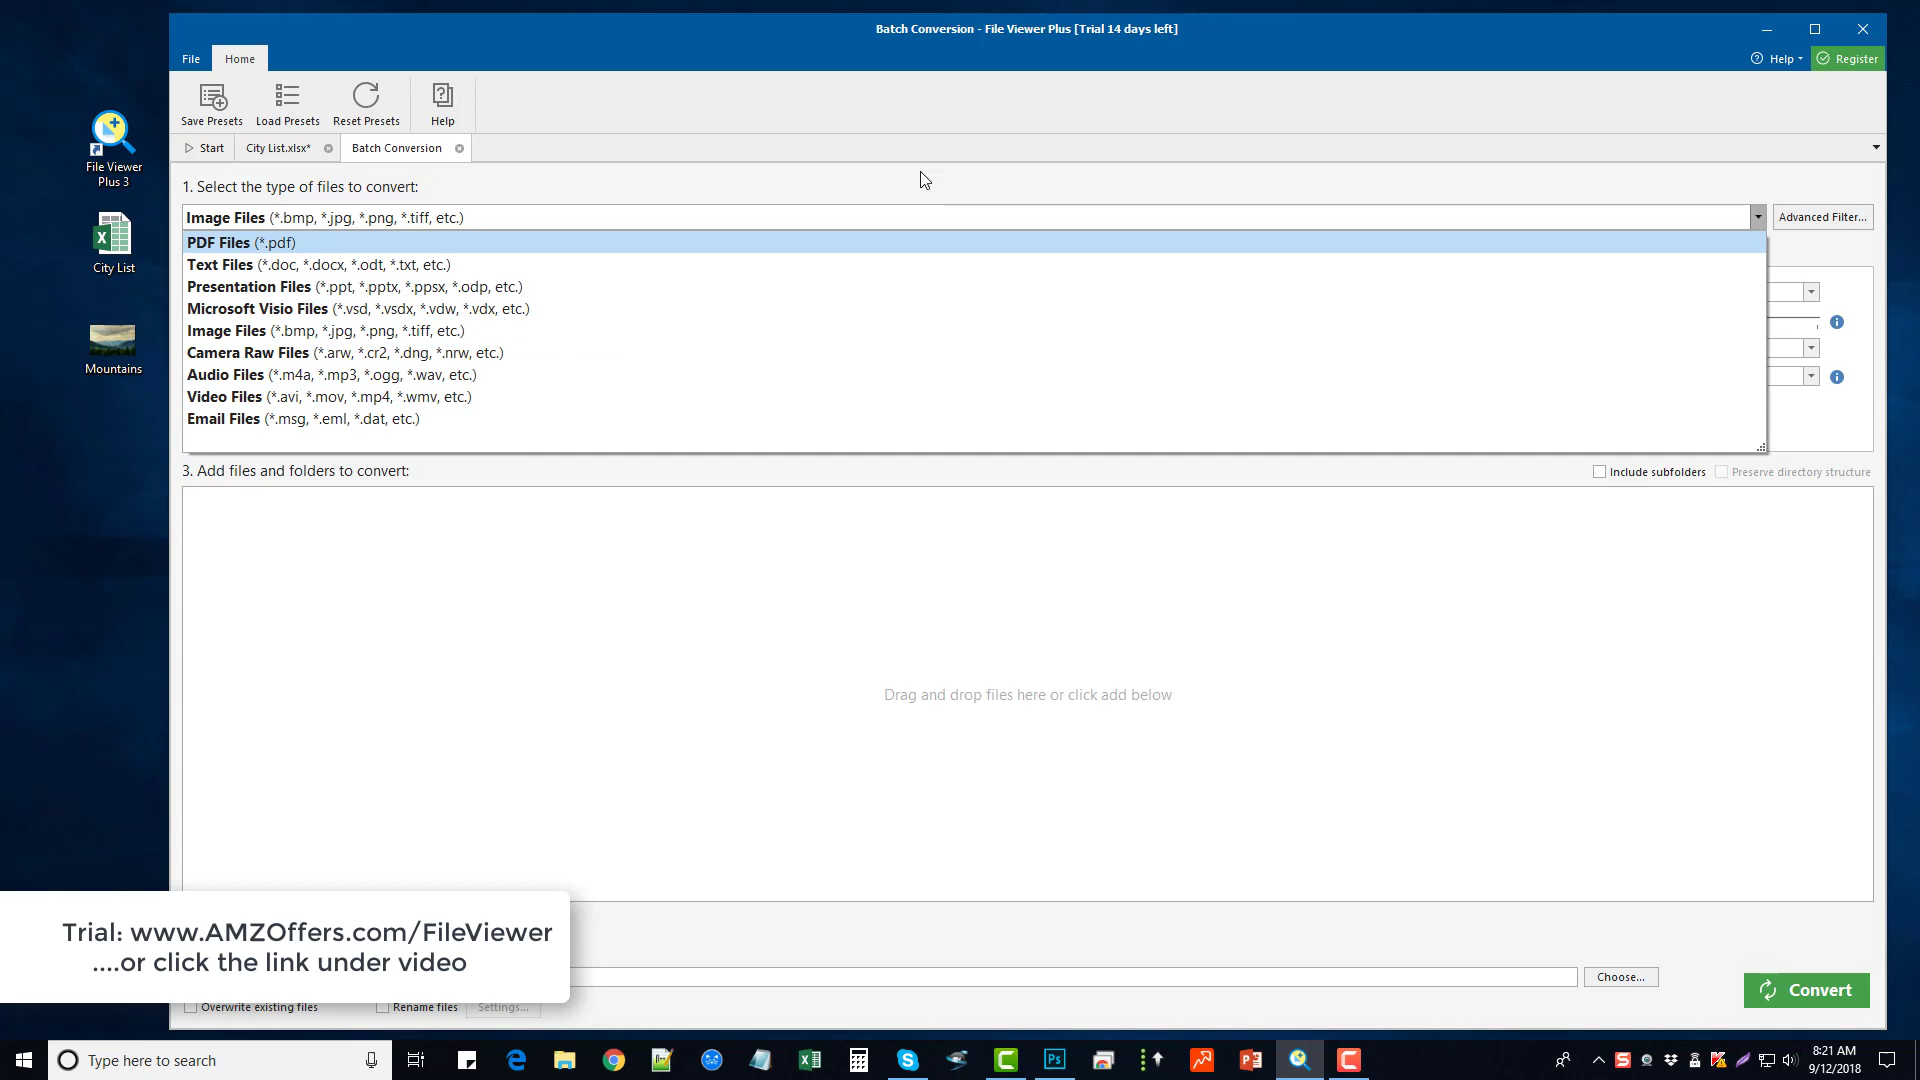 Batch Conversion - File Viewer Plus [Trial 14 days left]
File
Home
Help
Register
Save Presets
Load Presets
Reset Presets
Help
Start
City List.xlsx*
Batch Conversion
1. Select the type of files to convert:
Image Files (*.bmp, *.jpg, *.png, *.tiff, etc.)
Advanced Filter...
PDF Files (*.pdf)
Text Files (*.doc, *.docx, *.odt, *.txt, etc.)
Presentation Files (*.ppt, *.pptx, *.ppsx, *.odp, etc.)
Microsoft Visio Files (*.vsd, *.vsdx, *.vdw, *.vdx, etc.)
Image Files (*.bmp, *.jpg, *.png, *.tiff, etc.)
Camera Raw Files (*.arw, *.cr2, *.dng, *.nrw, etc.)
Audio Files (*.m4a, *.mp3, *.ogg, *.wav, etc.)
Video Files (*.avi, *.mov, *.mp4, *.wmv, etc.)
Email Files (*.msg, *.eml, *.dat, etc.)
3. Add files and folders to convert:
Include subfolders
Preserve directory structure
Drag and drop files here or click add below
File Viewer
Plus 3
City List
Mountains
Trial: www.AMZOffers.com/FileViewer
....or click the link under video
Choose...
Convert
Overwrite existing files
Rename files
Settings...
Type here to search
Ps
8:21 AM
9/12/2018